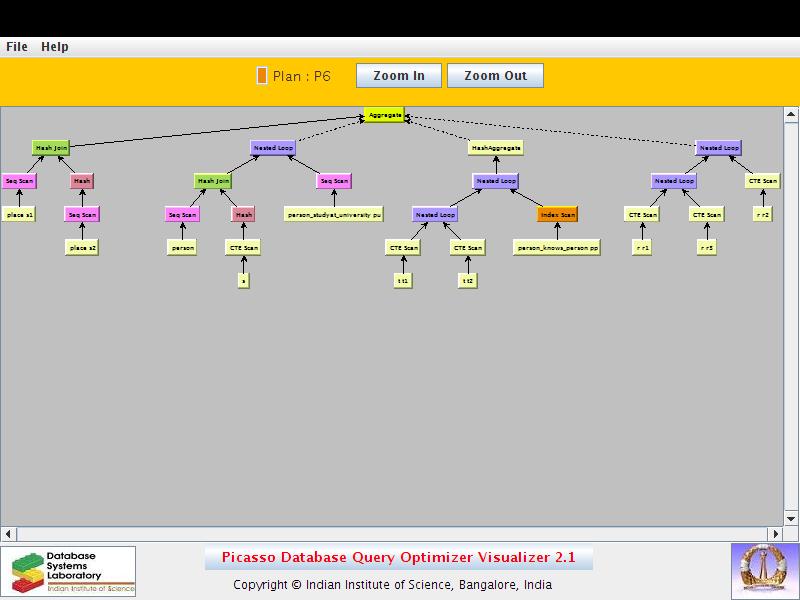 File Help
Plan : P6 Zoom In Zoom Out
Aggregate
Hash Join Nested Loop HashAggregate Nested Loop
Seq Scan Hash Hash Join Seq Scan Nested Loop Nested Loop CTE Scan
place s1 Seq Scan Seq Scan Hash person_studyat_university pu Nested Loop Index Scan CTE Scan CTE Scan r r2
place s2 person CTE Scan CTE Scan CTE Scan person_knows_person pp r r1 r r3
s t t1 t t2
Database
Systems
Laboratory
Indian Institute of Science
Picasso Database Query Optimizer Visualizer 2.1
Copyright © Indian Institute of Science, Bangalore, India